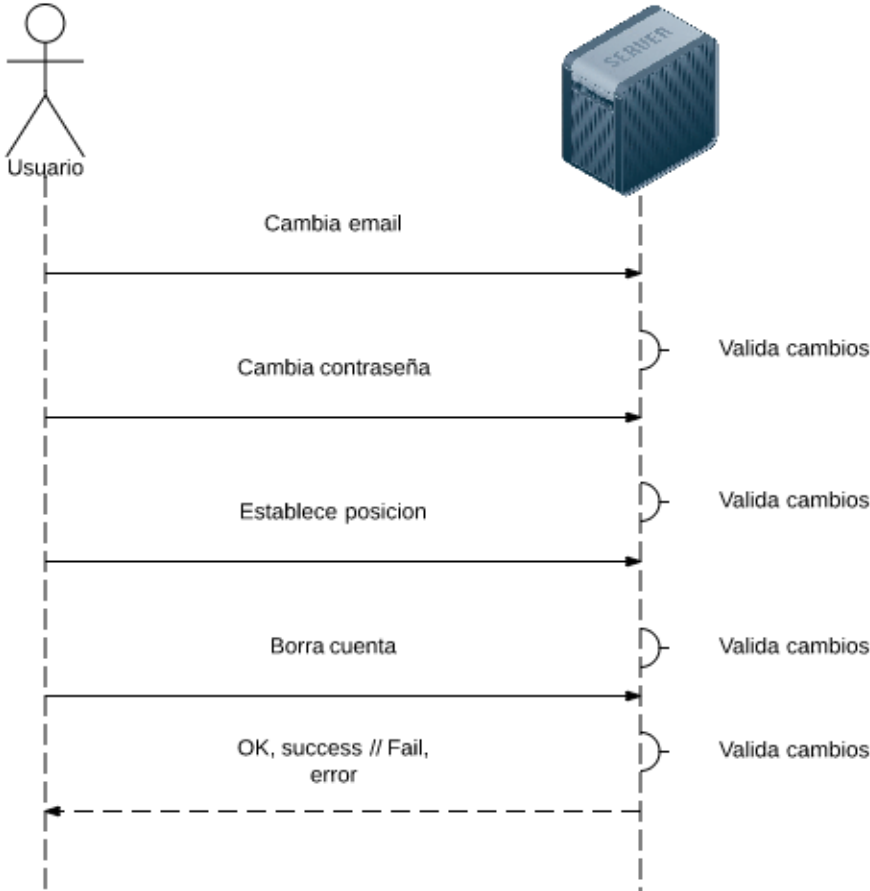 SERVER
Usuario
Cambia email
Valida cambios
Cambia contraseña
Valida cambios
Establece posicion
Valida cambios
Borra cuenta
Valida cambios
OK, success // Fail,
error